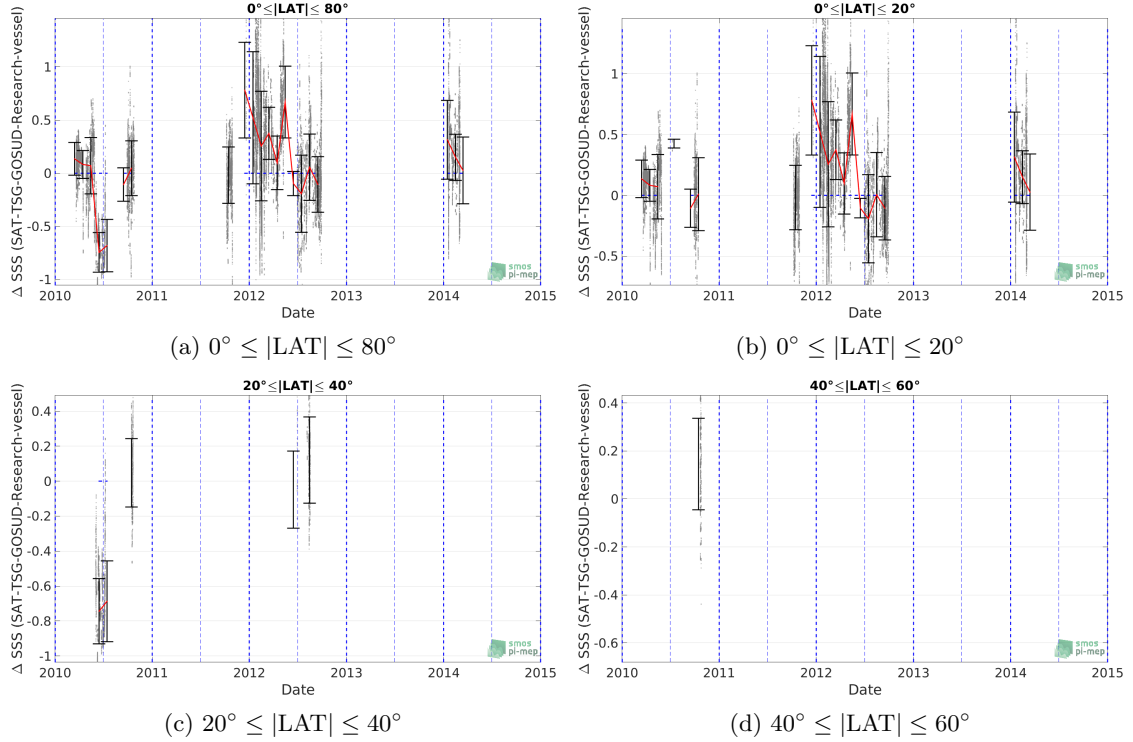 0°≤|LAT|≤ 80°
Δ SSS (SAT-TSG-GOSUD-Research-vessel)
1
0.5
0
-0.5
-1
2010 2011 2012 2013 2014 2015
Date
smos
pi-mep
(a) 0° ≤ |LAT| ≤ 80°
0°≤|LAT|≤ 20°
Δ SSS (SAT-TSG-GOSUD-Research-vessel)
1
0.5
0
-0.5
2010 2011 2012 2013 2014 2015
Date
smos
pi-mep
(b) 0° ≤ |LAT| ≤ 20°
20°≤|LAT|≤ 40°
Δ SSS (SAT-TSG-GOSUD-Research-vessel)
0.4
0.2
0
-0.2
-0.4
-0.6
-0.8
-1
2010 2011 2012 2013 2014 2015
Date
smos
pi-mep
(c) 20° ≤ |LAT| ≤ 40°
40°≤|LAT|≤ 60°
Δ SSS (SAT-TSG-GOSUD-Research-vessel)
0.4
0.2
0
-0.2
-0.4
-0.6
2010 2011 2012 2013 2014 2015
Date
smos
pi-mep
(d) 40° ≤ |LAT| ≤ 60°